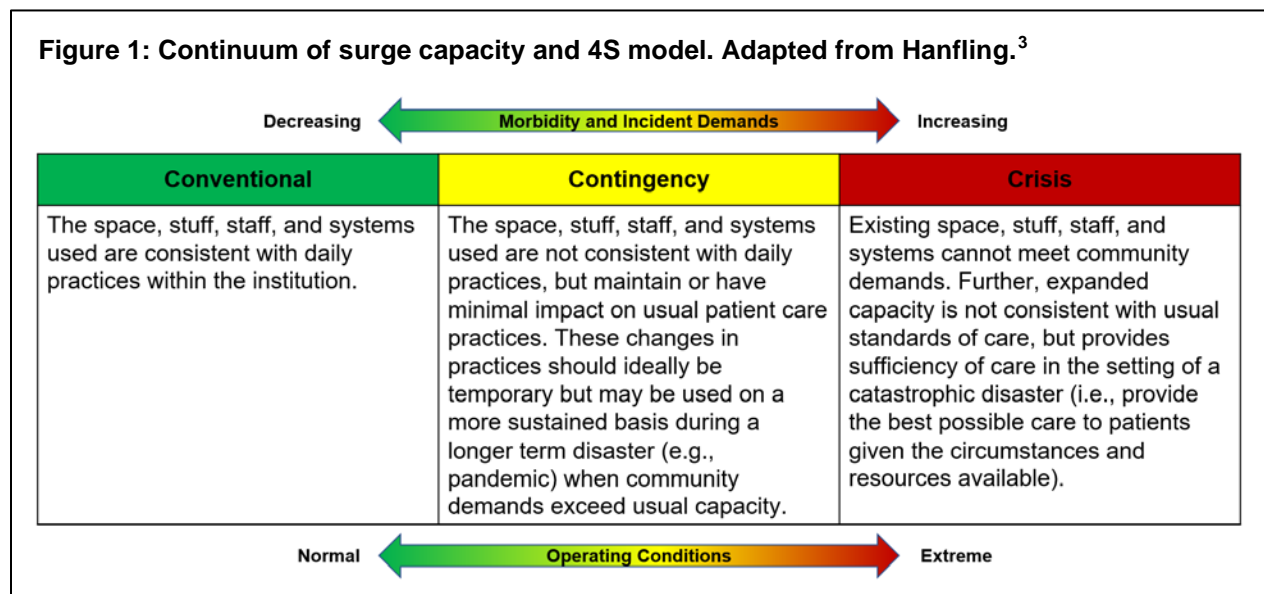 Figure 1: Continuum of surge capacity and 4S model. Adapted from Hanfling.3
Decreasing Morbidity and Incident Demands Increasing
Conventional Contingency Crisis
The space, stuff, staff, and systems
used are consistent with daily
practices within the institution.
The space, stuff, staff, and systems
used are not consistent with daily
practices, but maintain or have
minimal impact on usual patient care
practices. These changes in
practices should ideally be
temporary but may be used on a
more sustained basis during a
longer term disaster (e.g.,
pandemic) when community
demands exceed usual capacity.
Existing space, stuff, staff, and
systems cannot meet community
demands. Further, expanded
capacity is not consistent with usual
standards of care, but provides
sufficiency of care in the setting of a
catastrophic disaster (i.e., provide
the best possible care to patients
given the circumstances and
resources available).
Normal Operating Conditions Extreme